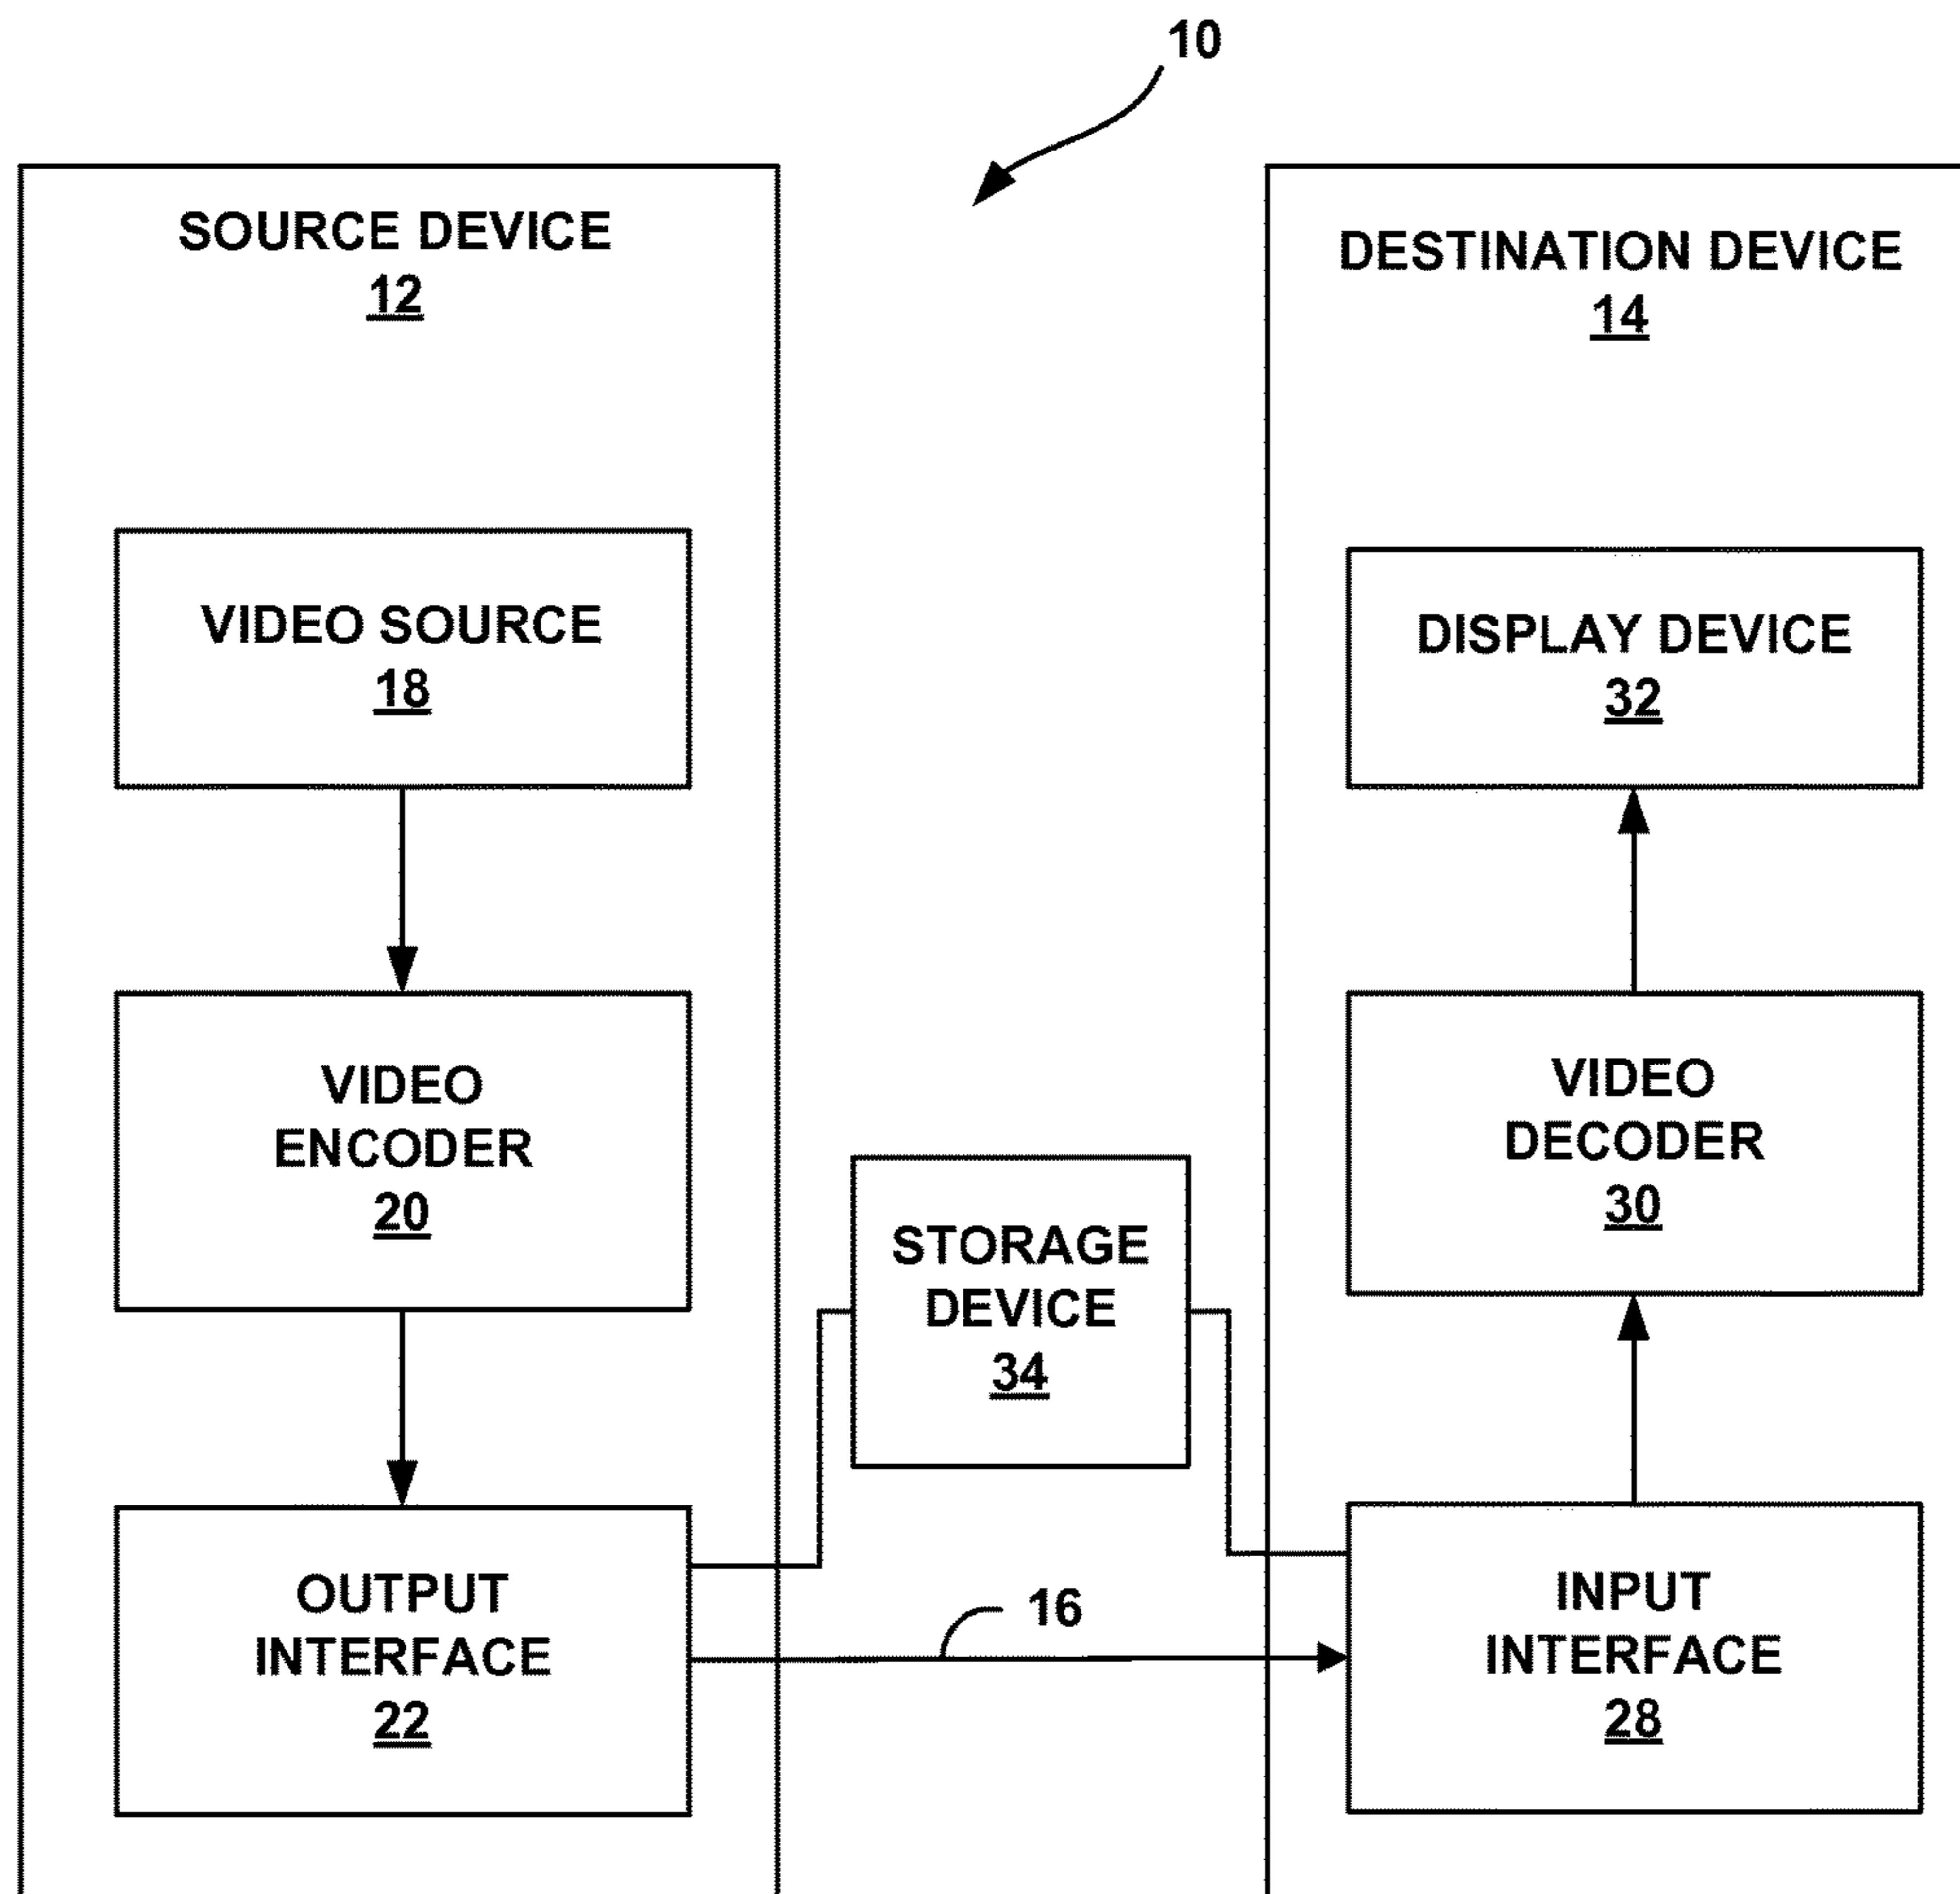 10
SOURCE DEVICE
12
VIDEO SOURCE
18
VIDEO
ENCODER
20
OUTPUT
INTERFACE
22
STORAGE
DEVICE
34
16
DESTINATION DEVICE
14
DISPLAY DEVICE
32
VIDEO
DECODER
30
INPUT
INTERFACE
28